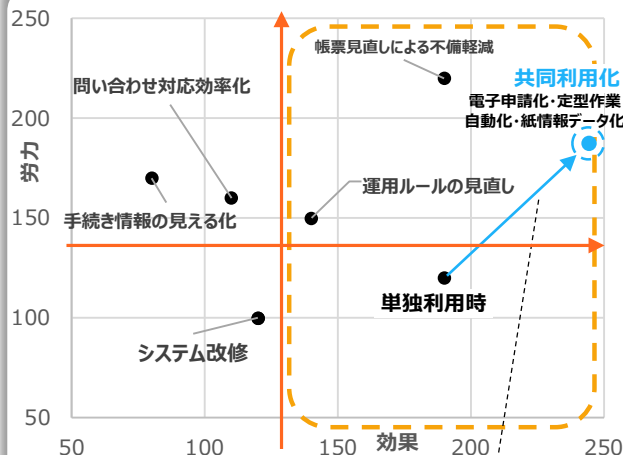 250
200
150
100
50
労力
帳票見直しによる不備軽減
問い合わせ対応効率化
共同利用化
電子申請化・定型作業
自動化・紙情報データ化
運用ルールの見直し
手続き情報の見える化
単独利用時
システム改修
50
100
150
効果
200
250